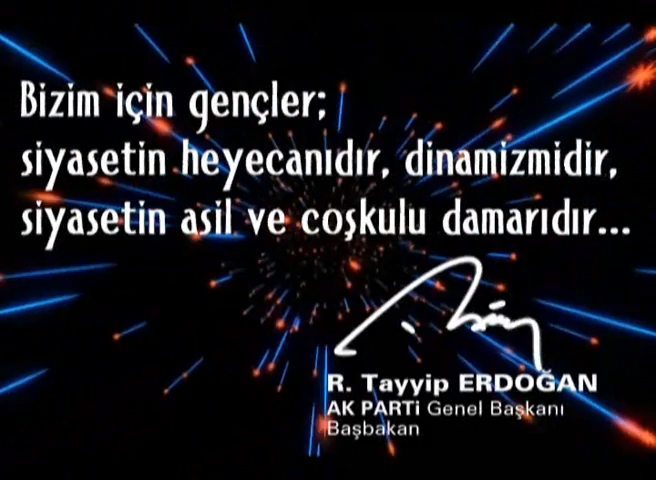 Bizim için gençler;
siyasetin heyecanıdır, dinamizmidir,
siyasetin asil ve coşkulu damarıdır...
R. Tayyip ERDOĞAN
AK PARTi Genel Başkanı
Başbakan